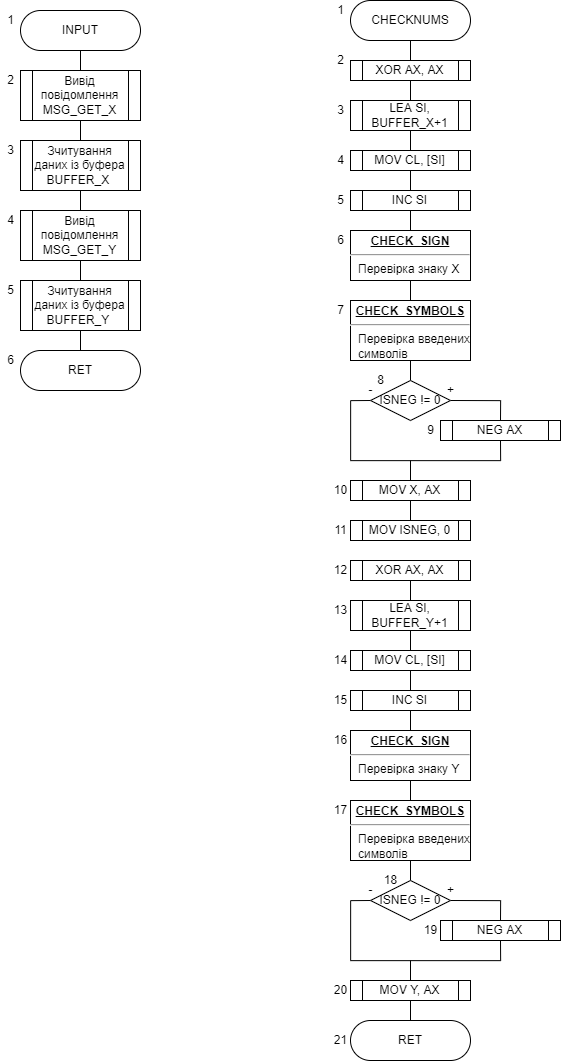 1
INPUT
2
Вивід
повідомлення
MSG_GET_X
3
Зчитування
даних із буфера
BUFFER_X
4
Вивід
повідомлення
MSG_GET_Y
5
Зчитування
даних із буфера
BUFFER_Y
6
RET
1
CHECKNUMS
2
XOR AX, AX
3
LEA SI,
BUFFER_X+1
4
MOV CL, [SI]
5
INC SI
6
CHECK_SIGN
Перевірка знаку X
7
CHECK_SYMBOLS
Перевірка введених
символів
8
- +
ISNEG != 0
9
NEG AX
10
MOV X, AX
11
MOV ISNEG, 0
12
XOR AX, AX
13
LEA SI,
BUFFER_Y+1
14
MOV CL, [SI]
15
INC SI
16
CHECK_SIGN
Перевірка знаку Y
17
CHECK_SYMBOLS
Перевірка введених
символів
18
- +
ISNEG != 0
19
NEG AX
20
MOV Y, AX
21
RET